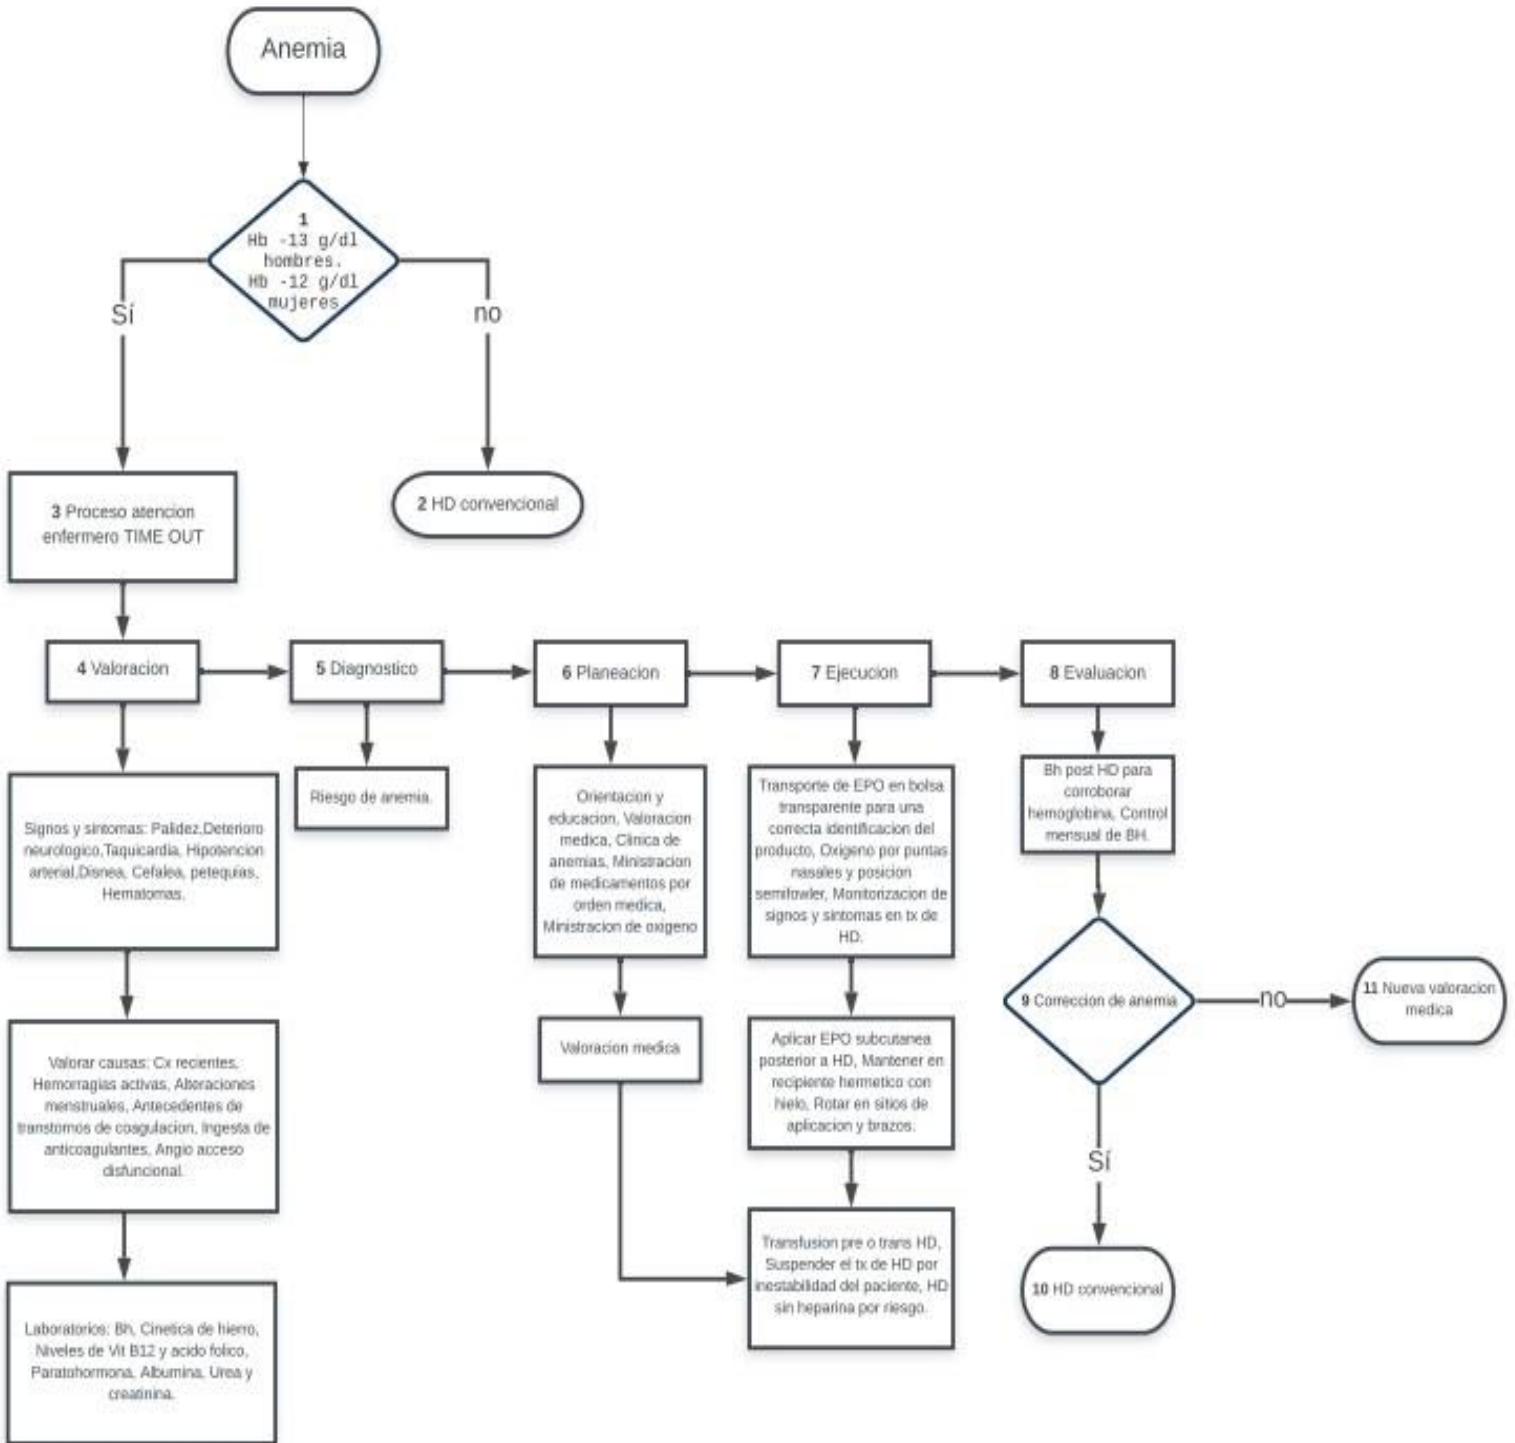 Anemia
1
Hb -13 g/dl
hombres.
Hb -12 g/dl
mujeres
Sí
no
3 Proceso atencion
enfermero TIME OUT
2 HD convencional
4 Valoracion
5 Diagnostico
6 Planeacion
7 Ejecucion
8 Evaluacion
Signos y sintomas: Palidez,Deterioro
neurologico,Taquicardia, Hipotencion
arterial,Disnea, Cefalea, petequias,
Hematomas.
Valorar causas: Cx recientes,
Hemorragias activas, Alteraciones
menstruales, Antecedentes de
transtornos de coagulacion, Ingesta de
anticoagulantes, Angio acceso
disfuncional.
Laboratorios: Bh, Cinetica de hierro,
Niveles de Vit B12 y acido folico,
Paratohormona, Albumina, Urea y
creatinina.
Riesgo de anemia.
Orientacion y
educacion, Valoracion
medica, Clinica de
anemias, Ministracion
de medicamentos por
orden medica,
Ministracion de oxigeno
Valoracion medica
Transporte de EPO en bolsa
transparente para una
correcta identificacion del
producto, Oxigeno por puntas
nasales y posicion
semifowler, Monitorizacion de
signos y sintomas en tx de
HD.
Aplicar EPO subcutanea
posterior a HD, Mantener en
recipiente hermetico con
hielo, Rotar en sitios de
aplicacion y brazos.
Transfusion pre o trans HD,
Suspender el tx de HD por
inestabilidad del paciente, HD
sin heparina por riesgo.
Bh post HD para
corroborar
hemoglobina, Control
mensual de BH.
9 Correccion de anemia
no
11 Nueva valoracion
medica
Sí
10 HD convencional